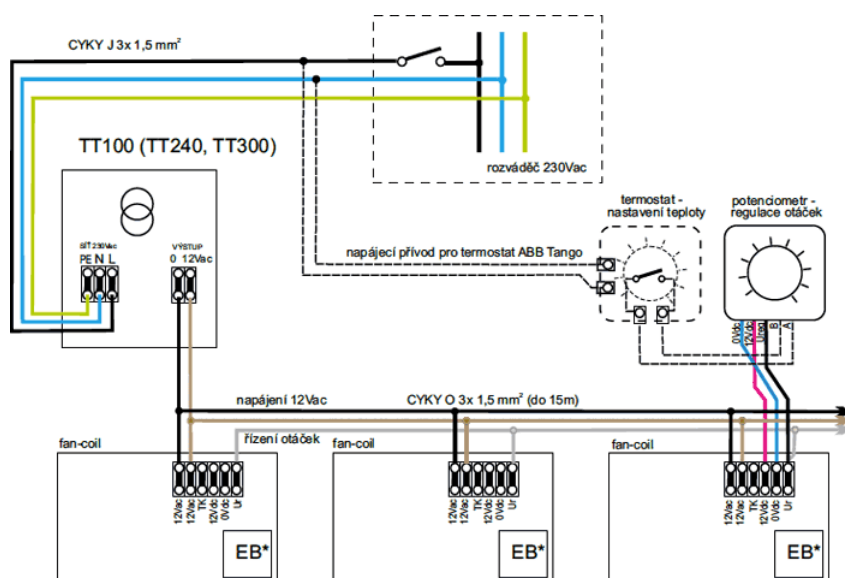 CYKY J 3x 1,5 mm²
rozváděč 230Vac
TT100 (TT240, TT300)
SÍŤ 230Vac
PE N L
VÝSTUP
0 12Vac
termostat -
nastavení teploty
potenciometr -
regulace otáček
napájecí přívod pro termostat ABB Tango
0Vdc
12Vdc
Ureg
B
A
napájení 12Vac
CYKY O 3x 1,5 mm² (do 15m)
řízení otáček
fan-coil
12Vac
12Vac
TK
12Vdc
0Vdc
Ur
EB*
fan-coil
12Vac
12Vac
TK
12Vdc
0Vdc
Ur
EB*
fan-coil
12Vac
12Vac
TK
12Vdc
0Vdc
Ur
EB*